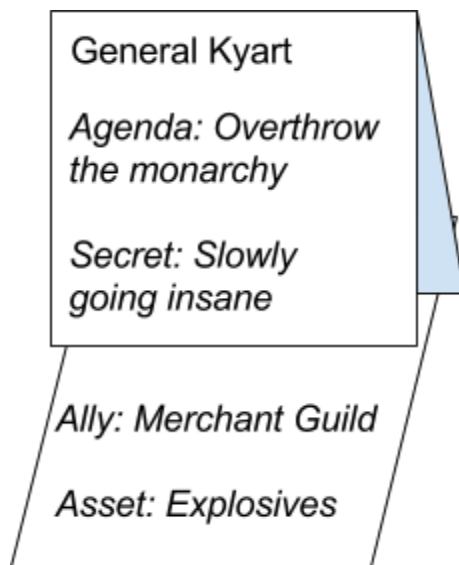 General Kyart
Agenda: Overthrow
the monarchy
Secret: Slowly
going insane
Ally: Merchant Guild
Asset: Explosives